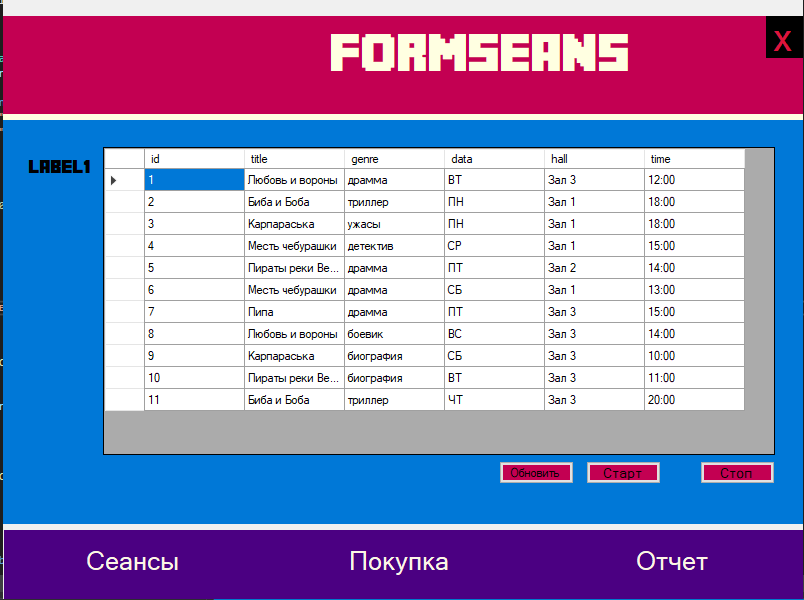 FORMSEANS
X
LABEL1
id title genre data hall time
1 Любовь и вороны драмма ВТ Зал 3 12:00
2 Биба и Боба триллер ПН Зал 1 18:00
3 Карпараська ужасы ПН Зал 1 18:00
4 Месть чебурашки детектив СР Зал 1 15:00
5 Пираты реки Ве... драмма ПТ Зал 2 14:00
6 Месть чебурашки драмма СБ Зал 1 13:00
7 Пипа драмма ПТ Зал 3 15:00
8 Любовь и вороны боевик ВС Зал 3 14:00
9 Карпараська биография СБ Зал 3 10:00
10 Пираты реки Ве... биография ВТ Зал 3 11:00
11 Биба и Боба триллер ЧТ Зал 3 20:00
Обновить Старт Стоп
Сеансы Покупка Отчет